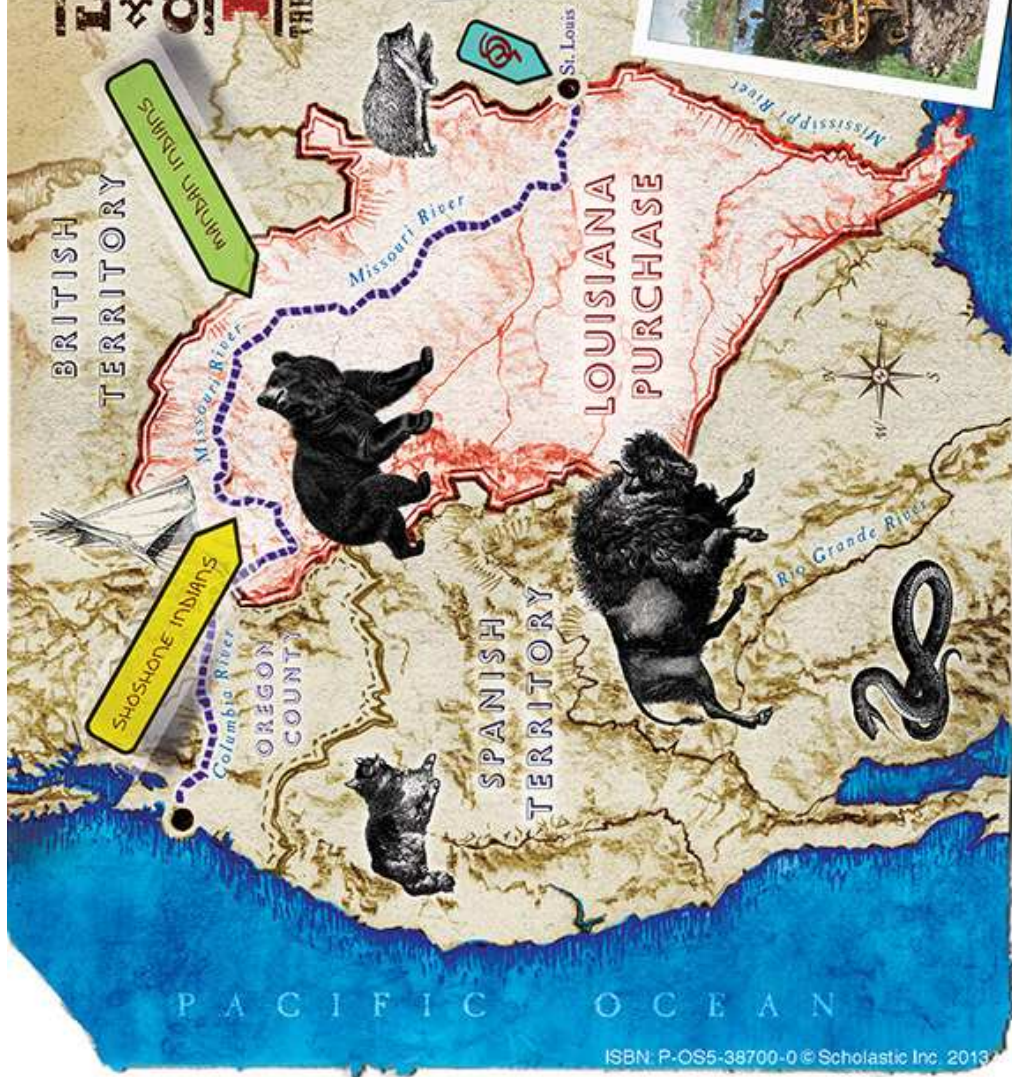 MANDAN INDIANS
BRITISH
TERRITORY
St. Louis
Mississippi River
Missouri River
Missouri River
LOUISIANA
PURCHASE
SHOSHONE INDIANS
Columbia River
OREGON
COUNTY
SPANISH
TERRITORY
Rio Grande River
N
E
S
W
PACIFIC OCEAN
ISBN: P-OS5-38700-0 © Scholastic Inc. 2013